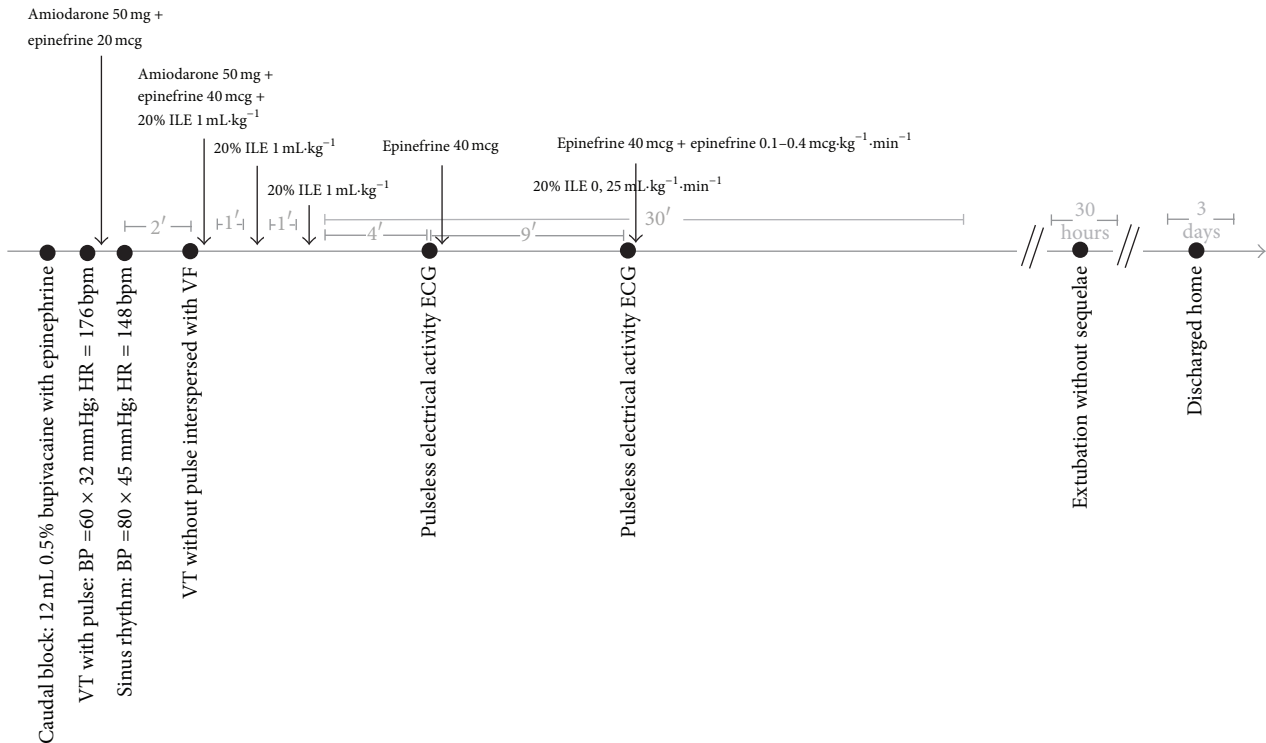 Amiodarone 50 mg +
epinefrine 20 mcg
Amiodarone 50 mg +
epinefrine 40 mcg +
20% ILE 1 mL·kg⁻¹
20% ILE 1 mL·kg⁻¹
20% ILE 1 mL·kg⁻¹
Epinefrine 40 mcg
Epinefrine 40 mcg + epinefrine 0.1–0.4 mcg·kg⁻¹·min⁻¹
20% ILE 0, 25 mL·kg⁻¹·min⁻¹
2′
1′
1′
30′
4′
9′
30
hours
3
days
Caudal block: 12 mL 0.5% bupivacaine with epinephrine
VT with pulse: BP =60 × 32 mmHg; HR = 176 bpm
Sinus rhythm: BP =80 × 45 mmHg; HR = 148 bpm
VT without pulse interspersed with VF
Pulseless electrical activity ECG
Pulseless electrical activity ECG
Extubation without sequelae
Discharged home